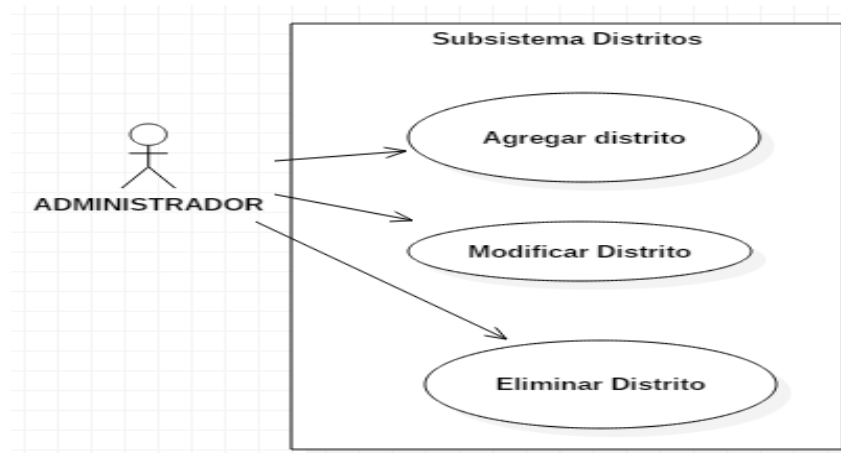 Subsistema Distritos
Agregar distrito
ADMINISTRADOR
Modificar Distrito
Eliminar Distrito